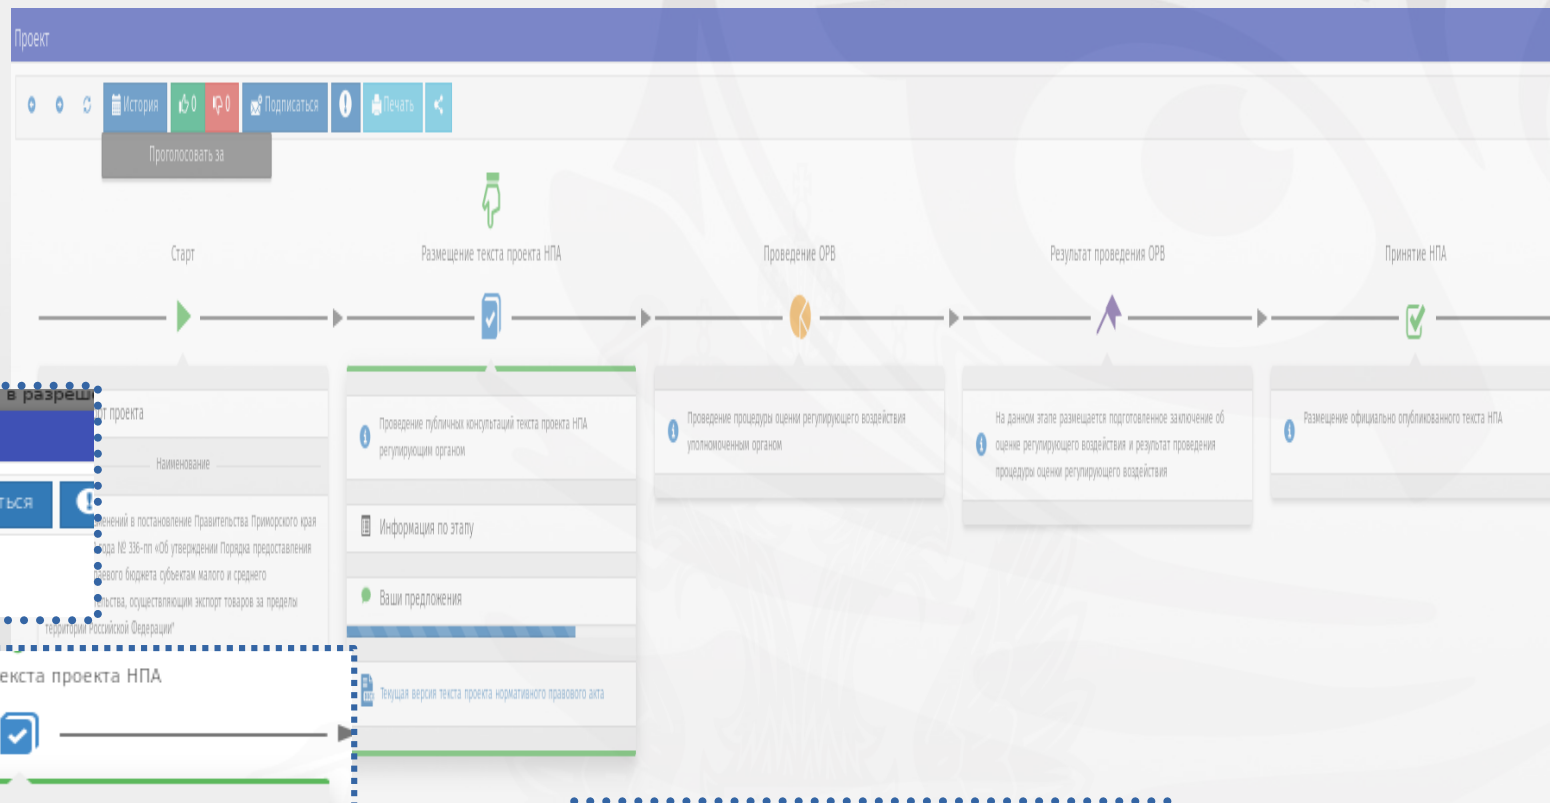 Проект
История
0
0
Подписаться
Печать
Проголосовать за
Старт
Размещение текста проекта НПА
Проведение ОРВ
Результат проведения ОРВ
Принятие НПА
в разреш
ться
рт проекта
Наименование
менений в постановление Правительства Приморского края
года № 336-пп «Об утверждении Порядка предоставления
раевого бюджета субъектам малого и среднего
тельства, осуществляющим экспорт товаров за пределы
территории Российской Федерации"
Проведение публичных консультаций текста проекта НПА
регулирующим органом
Информация по этапу
Ваши предложения
Текущая версия текста проекта нормативного правового акта
Проведение процедуры оценки регулирующего воздействия
уполномоченным органом
На данном этапе размещается подготовленное заключение об
оценке регулирующего воздействия и результат проведения
процедуры оценки регулирующего воздействия
Размещение официально опубликованного текста НПА
екста проекта НПА